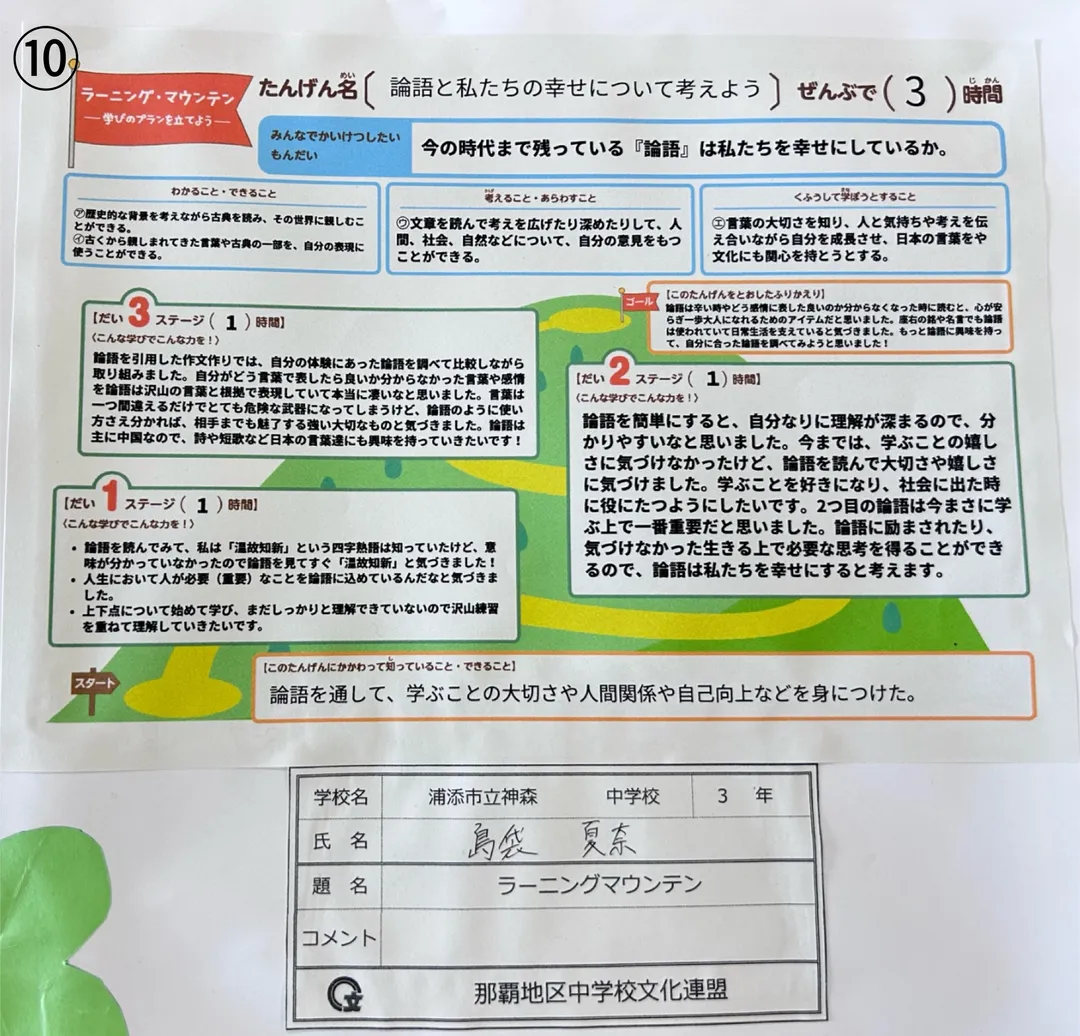 ⑩
ラーニング・マウンテン
―学びのプランを立てよう―
たんげん名〔 論語と私たちの幸せについて考えよう 〕 ぜんぶで( 3 )時間
めい
じ かん
みんなでかいけつしたい
もんだい
今の時代まで残っている『論語』は私たちを幸せにしているか。
わかること・できること
㋐歴史的な背景を考えながら古典を読み、その世界に親しむこ
とができる。
㋑古くから親しまれてきた言葉や古典の一部を、自分の表現に
使うことができる。
考えること・あらわすこと
㋒文章を読んで考えを広げたり深めたりして、人
間、社会、自然などについて、自分の意見をもつ
ことができる。
くふうして学ぼうとすること
㋓言葉の大切さを知り、人と気持ちや考えを伝
え合いながら自分を成長させ、日本の言葉をや
文化にも関心を持とうとする。
ゴール
【このたんげんをとおしたふりかえり】
論語は辛い時やどう感情に表した良いのか分からなくなった時に読むと、心が安
らぎ一歩大人になれるためのアイテムだと思いました。座右の銘や名言でも論語
は使われていて日常生活を支えていると気づきました。もっと論語に興味を持っ
て、自分に合った論語を調べてみようと思いました！
【だい 3 ステージ ( 1 ) 時間】
〈こんな学びでこんな力を！〉
論語を引用した作文作りでは、自分の体験にあった論語を調べて比較しながら
取り組みました。自分がどう言葉で表したら良いか分からなかった言葉や感情
を論語は沢山の言葉と根拠で表現していて本当に凄いなと思いました。言葉は
一つ間違えるだけでとても危険な武器になってしまうけど、論語のように使い
方さえ分かれば、相手までも魅了する強い大切なものと気づきました。論語は
主に中国なので、詩や短歌など日本の言葉達にも興味を持っていきたいです！
【だい 2 ステージ ( 1 ) 時間】
〈こんな学びでこんな力を！〉
論語を簡単にすると、自分なりに理解が深まるので、分
かりやすいなと思いました。今までは、学ぶことの嬉し
さに気づけなかったけど、論語を読んで大切さや嬉しさ
に気づけました。学ぶことを好きになり、社会に出た時
に役にたつようにしたいです。2つ目の論語は今まさに学
ぶ上で一番重要だと思いました。論語に励まされたり、
気づけなかった生きる上で必要な思考を得ることができ
るので、論語は私たちを幸せにすると考えます。
【だい 1 ステージ ( 1 ) 時間】
〈こんな学びでこんな力を！〉
• 論語を読んでみて、私は「温故知新」という四字熟語は知っていたけど、意
味が分かっていなかったので論語を見てすぐ「温故知新」と気づきました！
• 人生において人が必要（重要）なことを論語に込めているんだなと気づきま
した。
• 上下点について始めて学び、まだしっかりと理解できていないので沢山練習
を重ねて理解していきたいです。
スタート
【このたんげんにかかわって知っていること・できること】
論語を通して、学ぶことの大切さや人間関係や自己向上などを身につけた。
学校名 浦添市立神森 中学校 3 年
氏 名 島袋 夏奈
題 名 ラーニングマウンテン
コメント
立 那覇地区中学校文化連盟